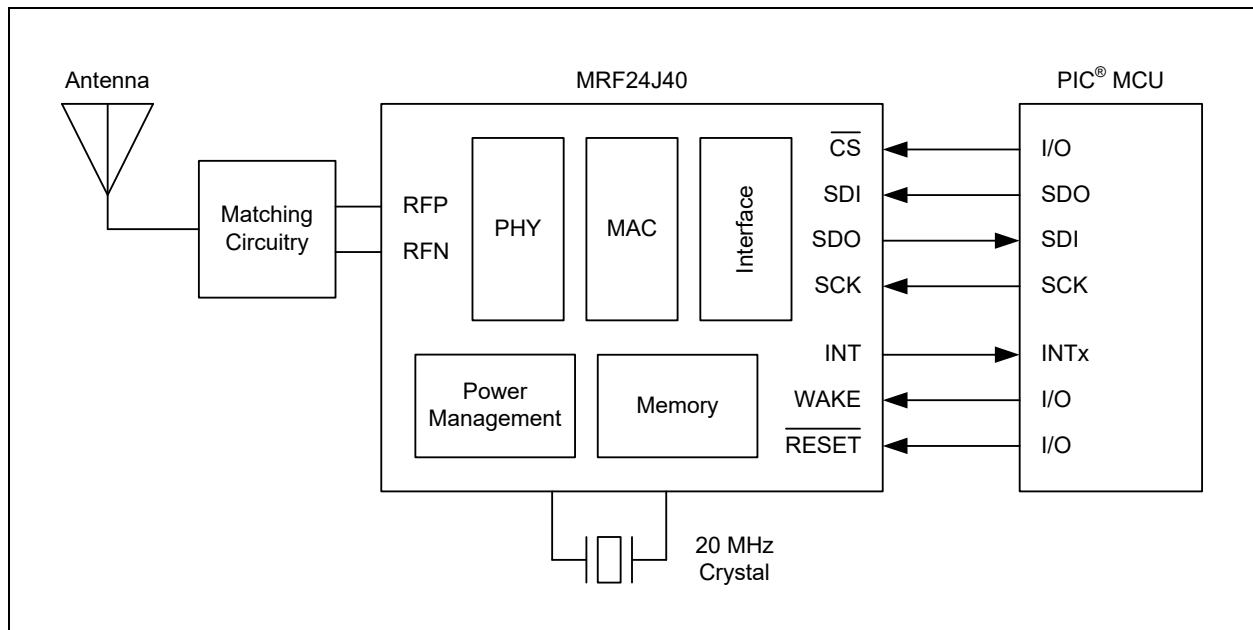 Antenna
MRF24J40
PIC® MCU
Matching
Circuitry
RFP
RFN
PHY
MAC
Interface
CS
SDI
SDO
SCK
INT
WAKE
RESET
I/O
SDO
SDI
SCK
INTx
I/O
I/O
Power
Management
Memory
20 MHz
Crystal